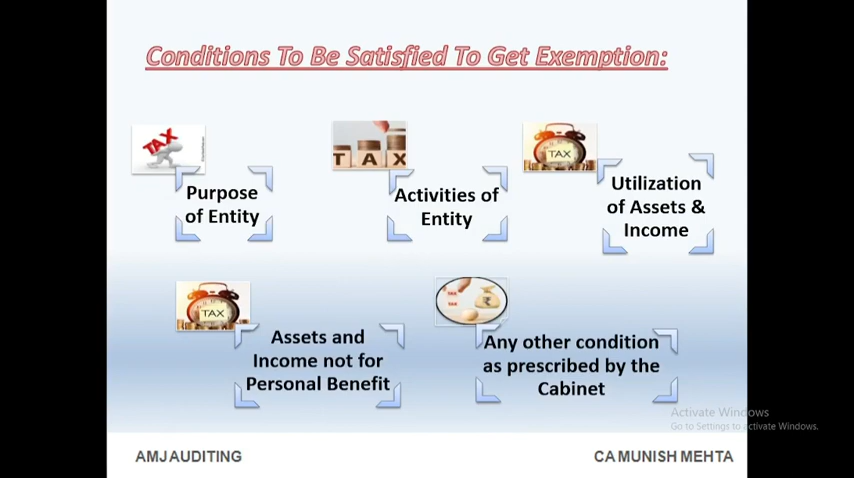 Conditions To Be Satisfied To Get Exemption:
TAX
TAX
TAX
Purpose
of Entity
Activities of
Entity
Utilization
of Assets &
Income
TAX
Assets and
Income not for
Personal Benefit
Any other condition
as prescribed by the
Cabinet
Activate Windows
Go to Settings to activate Windows.
AMJ AUDITING
CA MUNISH MEHTA